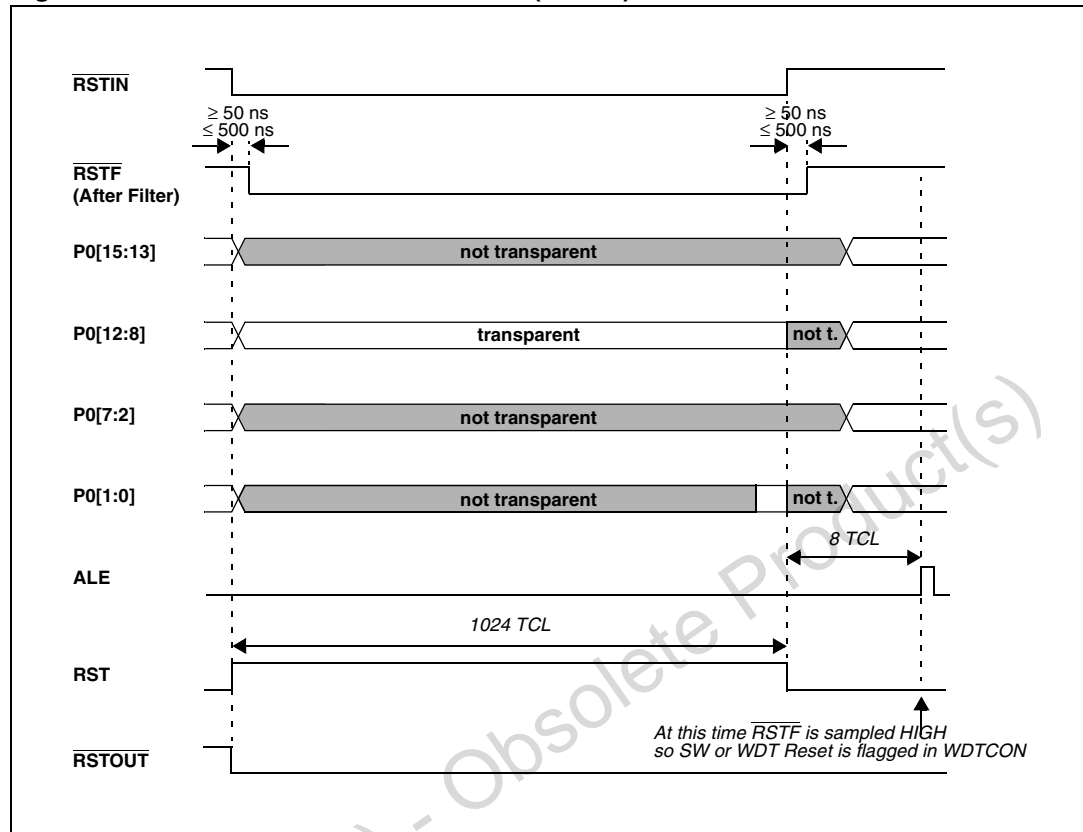 RSTIN
≥ 50 ns
≤ 500 ns
≥ 50 ns
≤ 500 ns
RSTF
(After Filter)
P0[15:13]
not transparent
P0[12:8]
transparent
not t.
P0[7:2]
not transparent
P0[1:0]
not transparent
not t.
8 TCL
ALE
1024 TCL
RST
At this time RSTF is sampled HIGH
so SW or WDT Reset is flagged in WDTCON
RSTOUT
) - Obsolete Product(s)